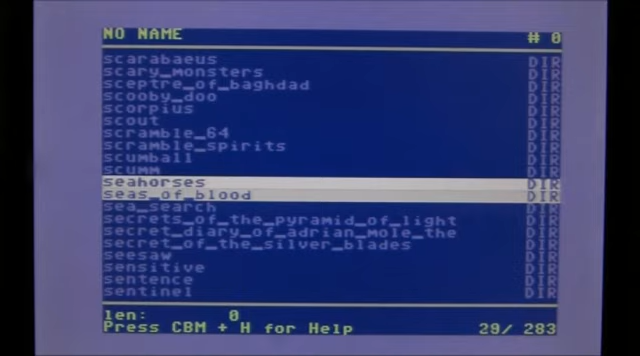 NO NAME # 0
scarabaeus DIR
scary_monsters DIR
sceptre_of_baghdad DIR
scooby_doo DIR
scorpius DIR
scout DIR
scramble_64 DIR
scramble_spirits DIR
scumball DIR
scumm DIR
seahorses DIR
seas_of_blood DIR
sea_search DIR
secrets_of_the_pyramid_of_light DIR
secret_diary_of_adrian_mole_the DIR
secret_of_the_silver_blades DIR
seesaw DIR
sensitive DIR
sentence DIR
sentinel DIR
len: 0
Press CBM + H for Help 29/ 283